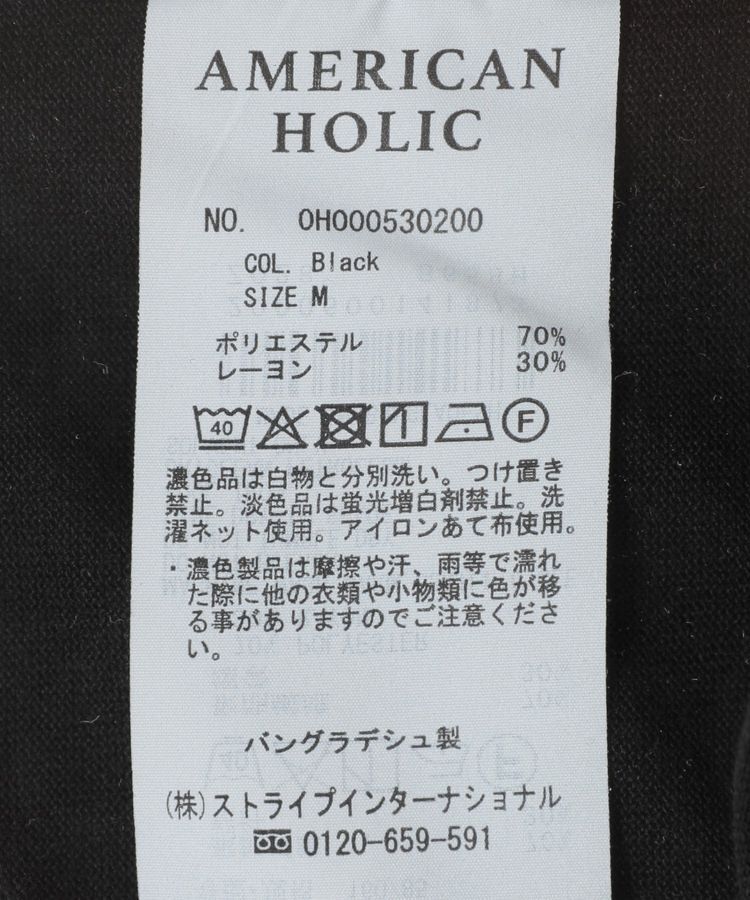 AMERICAN
HOLIC
NO. OH000530200
COL. Black
SIZE M
ポリエステル 70%
レーヨン 30%
40 F
濃色品は白物と分別洗い。つけ置き
禁止。淡色品は蛍光増白剤禁止。洗
濯ネット使用。アイロンあて布使用。
・濃色製品は摩擦や汗、雨等で濡れ
た際に他の衣類や小物類に色が移
る事がありますのでご注意くださ
い。
バングラデシュ製
(株)ストライプインターナショナル
0120-659-591